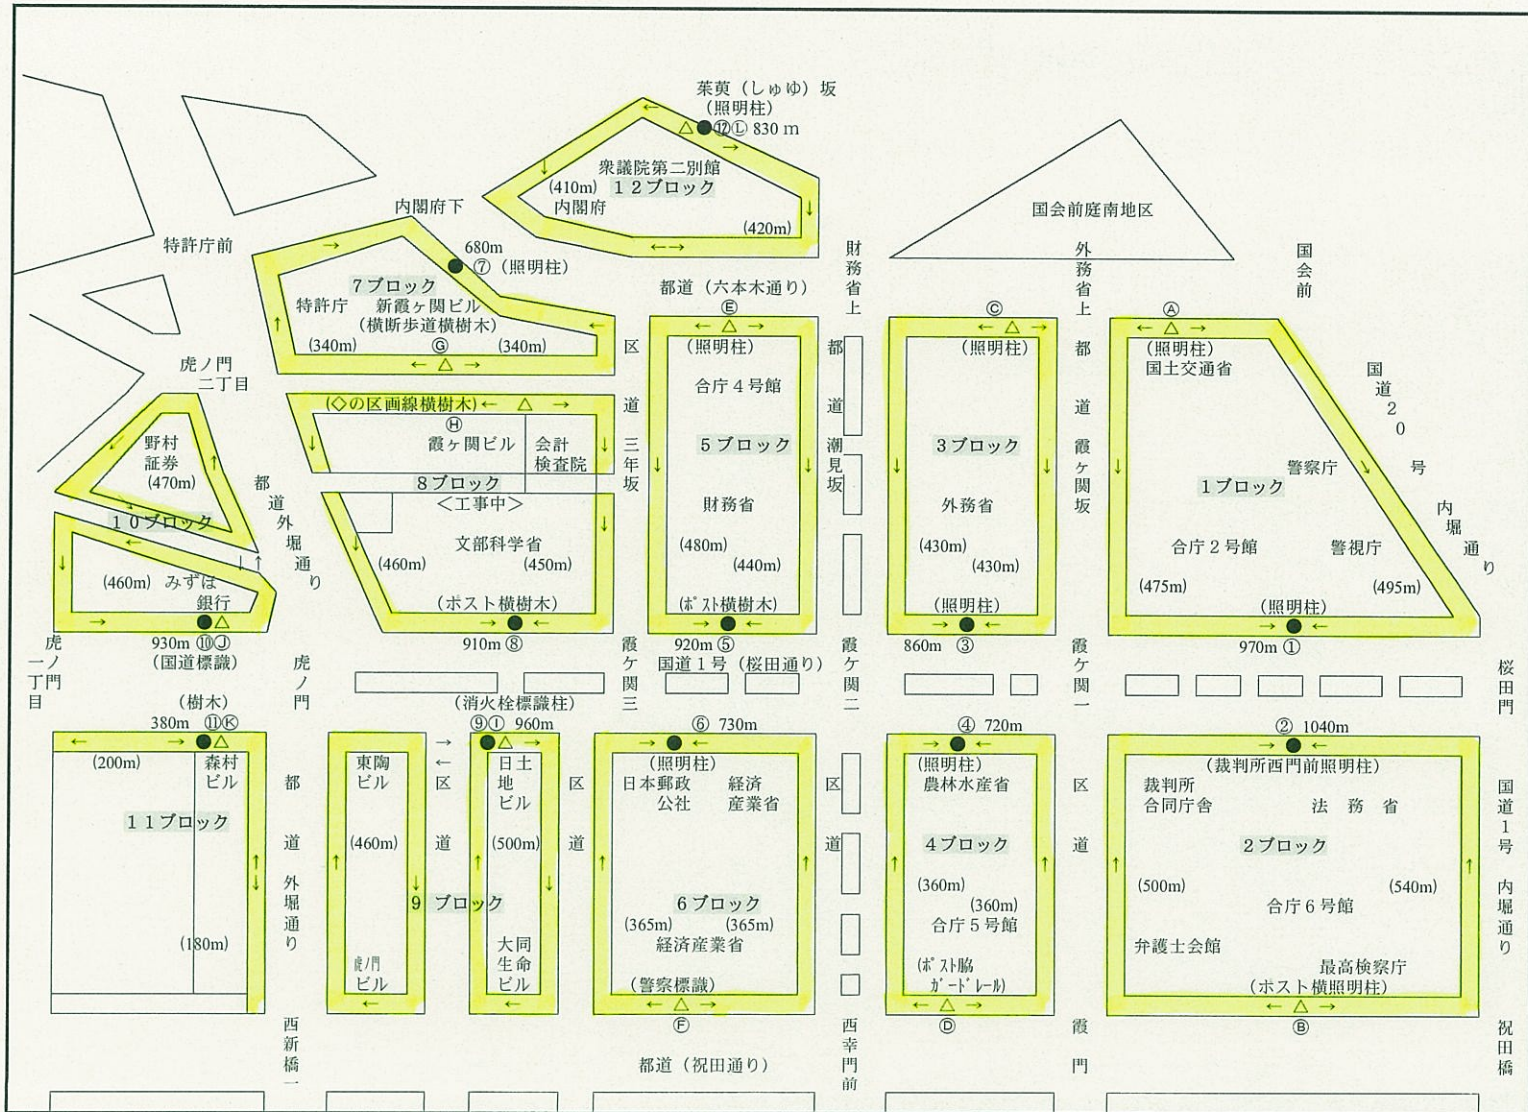 茱萸（しゅゆ）坂
（照明柱）
⑫Ⓛ 830 m
衆議院第二別館
(410m) １２ブロック
内閣府
(420m)
内閣府下
特許庁前
680m
⑦（照明柱）
７ブロック
特許庁 新霞ヶ関ビル
（横断歩道横樹木）
(340m) Ⓖ (340m)
国会前庭南地区
財務省上
外務省上
国会前
都道（六本木通り）
Ⓔ
（照明柱）
合庁４号館
５ブロック
財務省
(480m)
(440m)
（ﾎﾟｽﾄ横樹木）
920m ⑤
Ⓒ
（照明柱）
３ブロック
外務省
(430m)
(430m)
（照明柱）
860m ③
Ⓐ
（照明柱）
国土交通省
警察庁
１ブロック
合庁２号館 警視庁
(475m) (495m)
（照明柱）
970m ①
国道２０号 内堀通り
区道 三年坂
都道 潮見坂
都道 霞ヶ関坂
虎ノ門
二丁目
野村
証券
(470m)
１０ブロック
(460m) みずほ
銀行
930m ⑩Ⓙ
（国道標識）
都道 外堀通り
（◇の区画線横樹木）
Ⓗ
霞ヶ関ビル 会計
検査院
８ブロック
＜工事中＞
文部科学省
(460m) (450m)
（ポスト横樹木）
910m ⑧
国道１号（桜田通り）
虎ノ門
一丁目
虎ノ門
霞ケ関三
霞ケ関二
霞ケ関一
桜田門
（樹木）
380m ⑪Ⓚ
(200m) 森村
ビル
１１ブロック
(180m)
都道 外堀通り
（消火栓標識柱）
⑨Ⓘ 960m
東陶
ビル
(460m)
虎ﾉ門
ビル
区道
日土
地
ビル
(500m)
９ ブロック
大同
生命
ビル
区道
⑥ 730m
（照明柱）
日本郵政 経済
公社 産業省
６ブロック
(365m) (365m)
経済産業省
（警察標識）
Ⓕ
区道
④ 720m
（照明柱）
農林水産省
４ブロック
(360m)
(360m)
合庁５号館
（ﾎﾟｽﾄ脇
ｶﾞｰﾄﾞﾚｰﾙ）
Ⓓ
区道
② 1040m
（裁判所西門前照明柱）
裁判所
合同庁舎 法務省
２ブロック
(500m) (540m)
合庁６号館
弁護士会館
最高検察庁
（ポスト横照明柱）
Ⓑ
国道１号 内堀通り
西新橋一
都道（祝田通り）
西幸門前
霞門
祝田橋